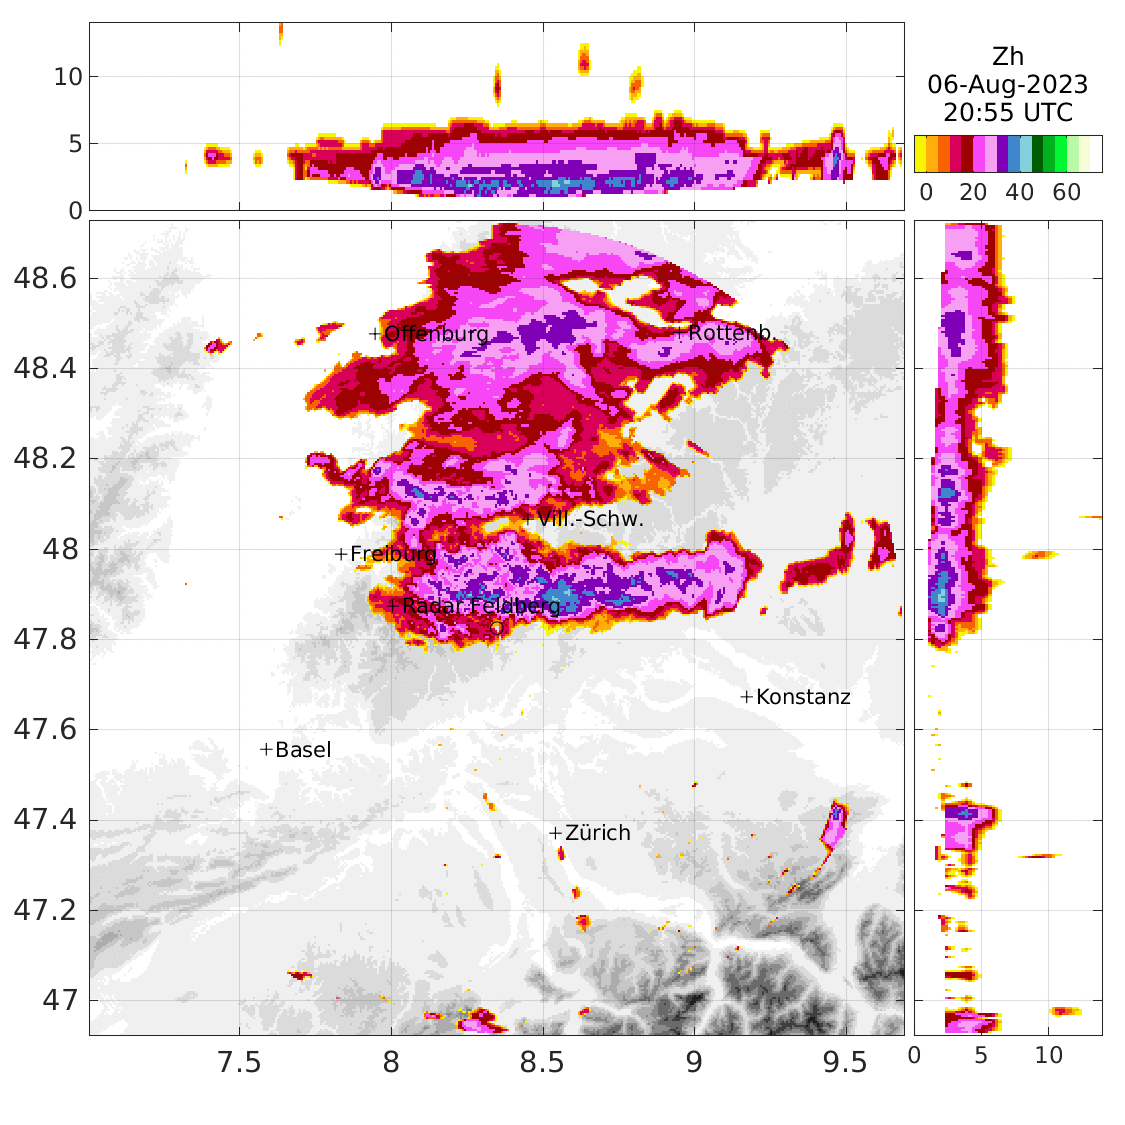 10
5
0
Zh
06-Aug-2023
20:55 UTC
0 20 40 60
48.6
48.4
48.2
48
47.8
47.6
47.4
47.2
47
+Offenburg
+Rottenb.
+Vill.-Schw.
+Freiburg
+Radar Feldberg
+Konstanz
+Basel
+Zürich
7.5 8 8.5 9 9.5
0 5 10